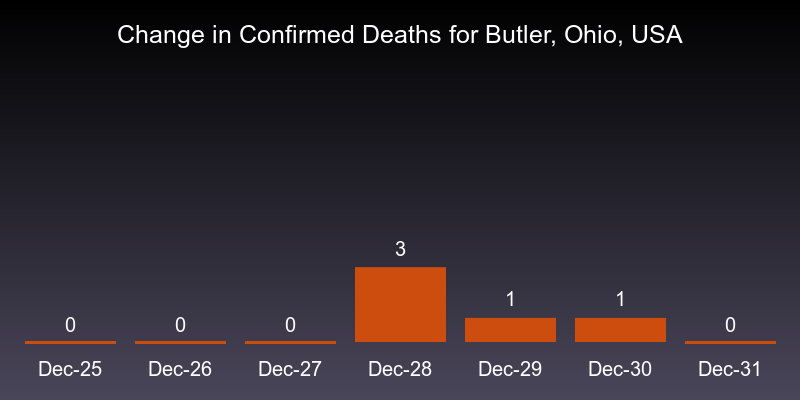 Change in Confirmed Deaths for Butler, Ohio, USA
3
1 1
0 0 0 0
Dec-25 Dec-26 Dec-27 Dec-28 Dec-29 Dec-30 Dec-31